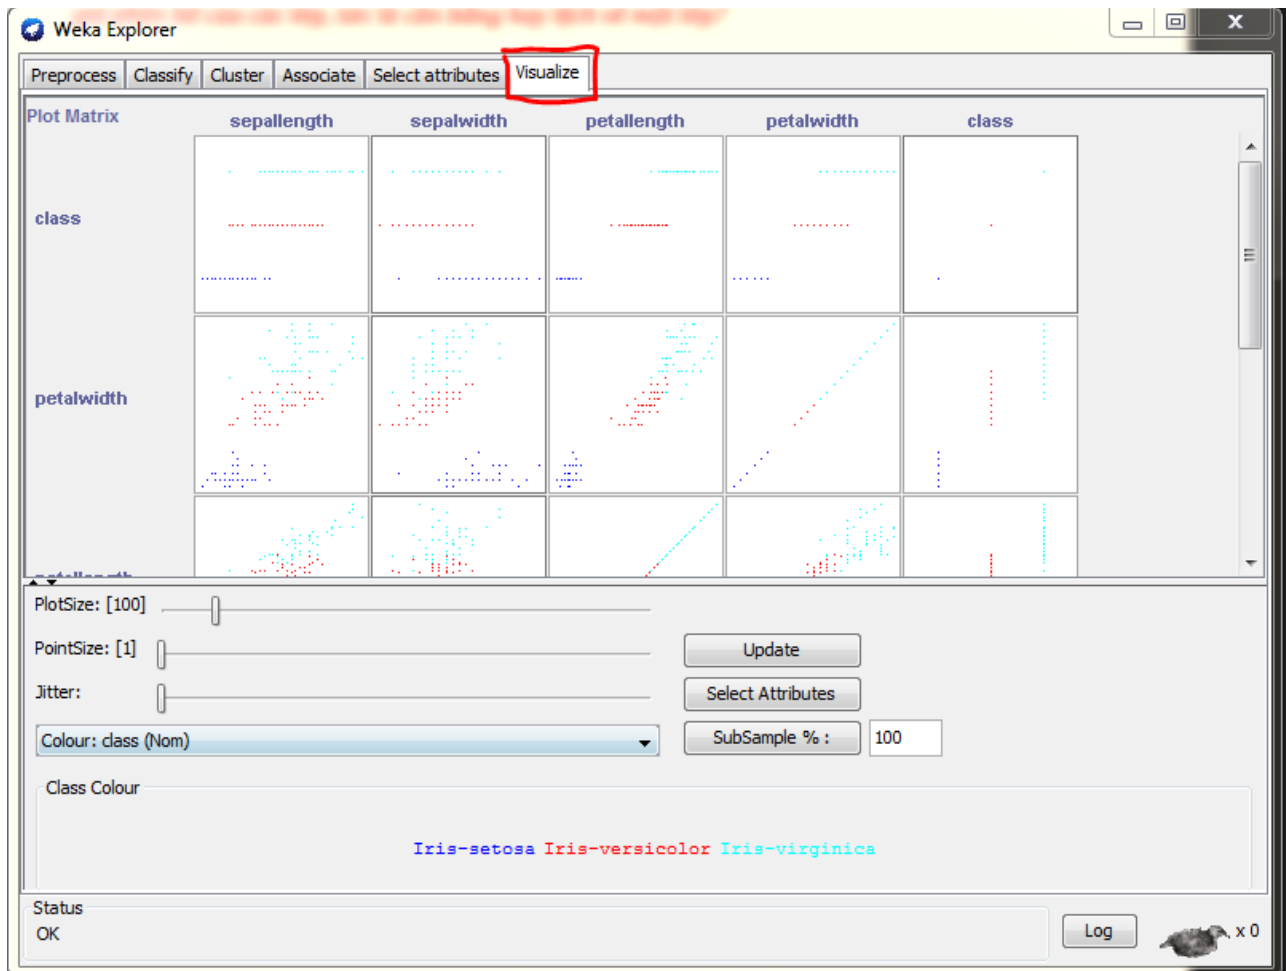 Weka Explorer
Preprocess Classify Cluster Associate Select attributes Visualize
Plot Matrix sepallength sepalwidth petallength petalwidth class
class
petalwidth
petallength
PlotSize: [100]
PointSize: [1]
Update
Jitter:
Select Attributes
Colour: class (Nom)
SubSample % : 100
Class Colour
Iris-setosa Iris-versicolor Iris-virginica
Status
OK
Log
x 0